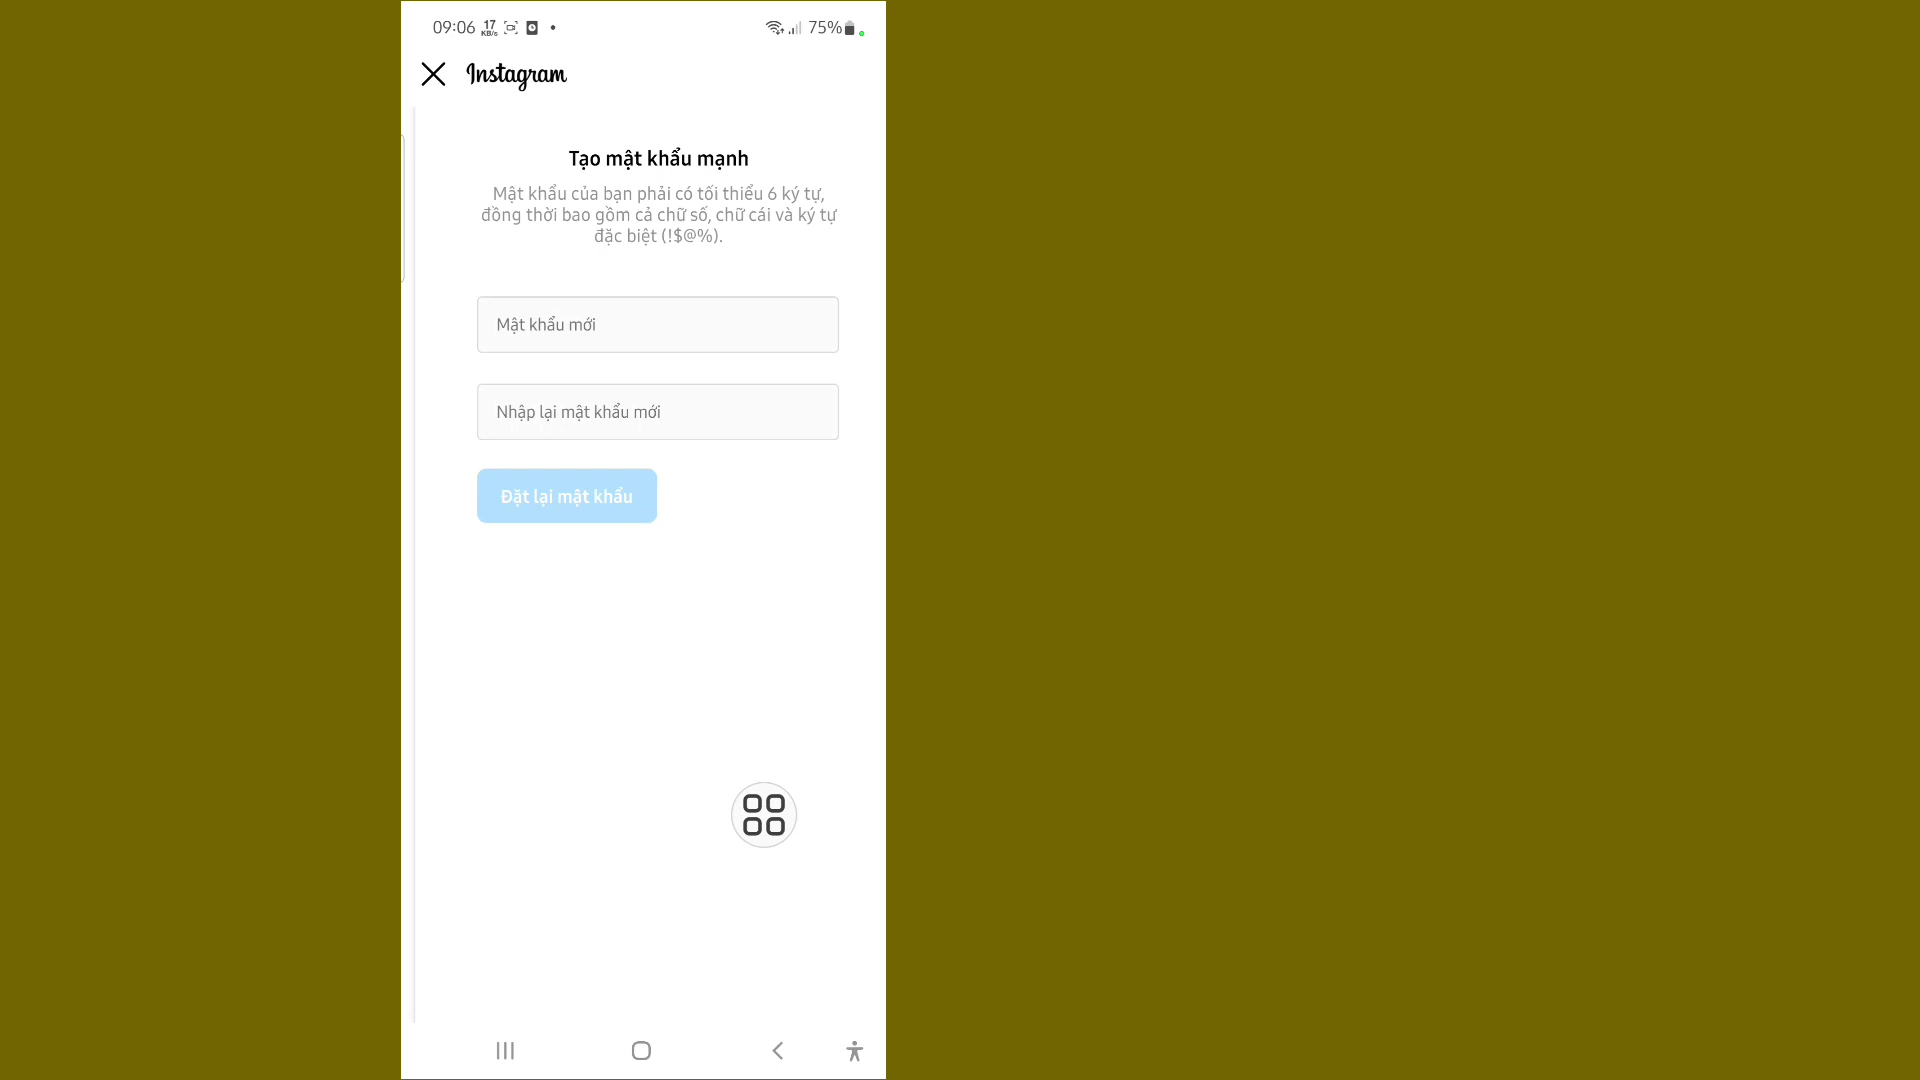 09:06 17 KB/s 75%
Instagram
Tạo mật khẩu mạnh
Mật khẩu của bạn phải có tối thiểu 6 ký tự,
đồng thời bao gồm cả chữ số, chữ cái và ký tự
đặc biệt (!$@%).
Mật khẩu mới
Nhập lại mật khẩu mới
Đặt lại mật khẩu